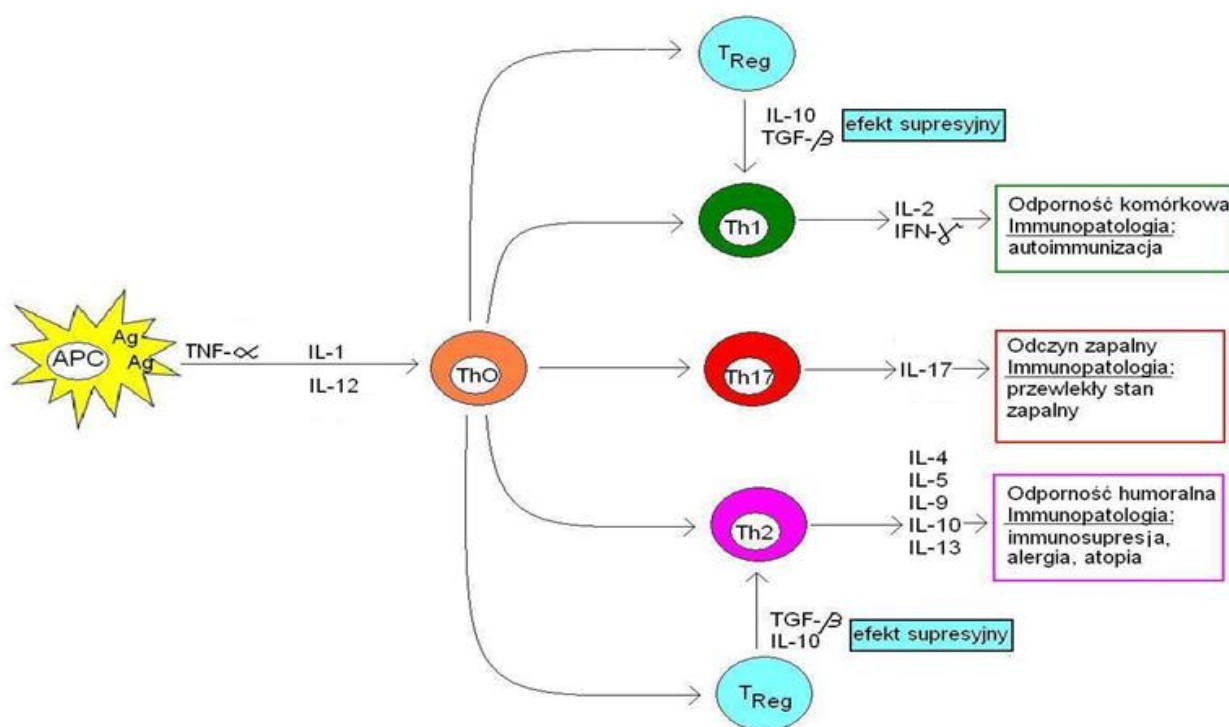 T Reg
IL-10
TGF-β
efekt supresyjny
Th1
IL-2
IFN-γ
Odporność komórkowa
Immunopatologia:
autoimmunizacja
APC
Ag
Ag
TNF-∝
IL-1
IL-12
ThO
Th17
IL-17
Odczyn zapalny
Immunopatologia:
przewlekły stan
zapalny
Th2
IL-4
IL-5
IL-9
IL-10
IL-13
Odporność humoralna
Immunopatologia:
immunosupresja,
alergia, atopia
TGF-β
IL-10
efekt supresyjny
T Reg